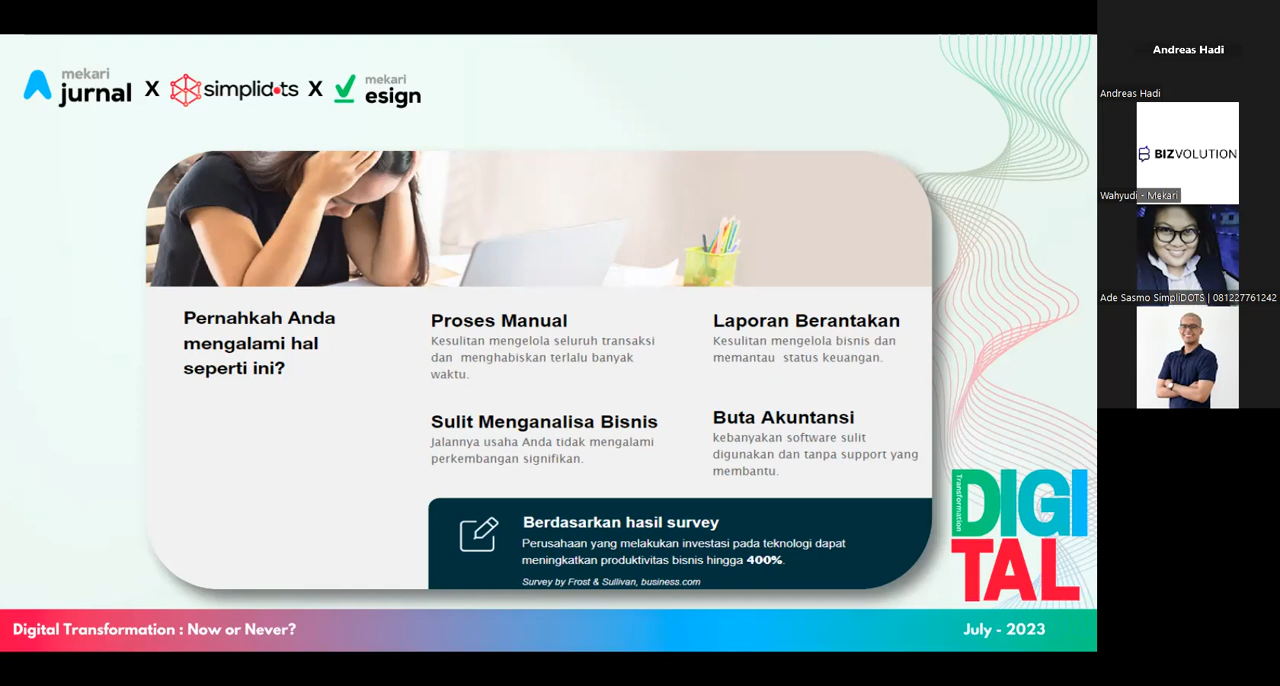 mekari
jurnal
X
simplidots
X
mekari
esign
Pernahkah Anda
mengalami hal
seperti ini?
Proses Manual
Kesulitan mengelola seluruh transaksi
dan menghabiskan terlalu banyak
waktu.
Laporan Berantakan
Kesulitan mengelola bisnis dan
memantau status keuangan.
Sulit Menganalisa Bisnis
Jalannya usaha Anda tidak mengalami
perkembangan signifikan.
Buta Akuntansi
kebanyakan software sulit
digunakan dan tanpa support yang
membantu.
Berdasarkan hasil survey
Perusahaan yang melakukan investasi pada teknologi dapat
meningkatkan produktivitas bisnis hingga 400%.
Survey by Frost & Sullivan, business.com
Transformation
DIGI
TAL
Digital Transformation : Now or Never?
July - 2023
Andreas Hadi
Andreas Hadi
BIZVOLUTION
Wahyudi - Mekari
Ade Sasmo SimpliDOTS | 081227761242